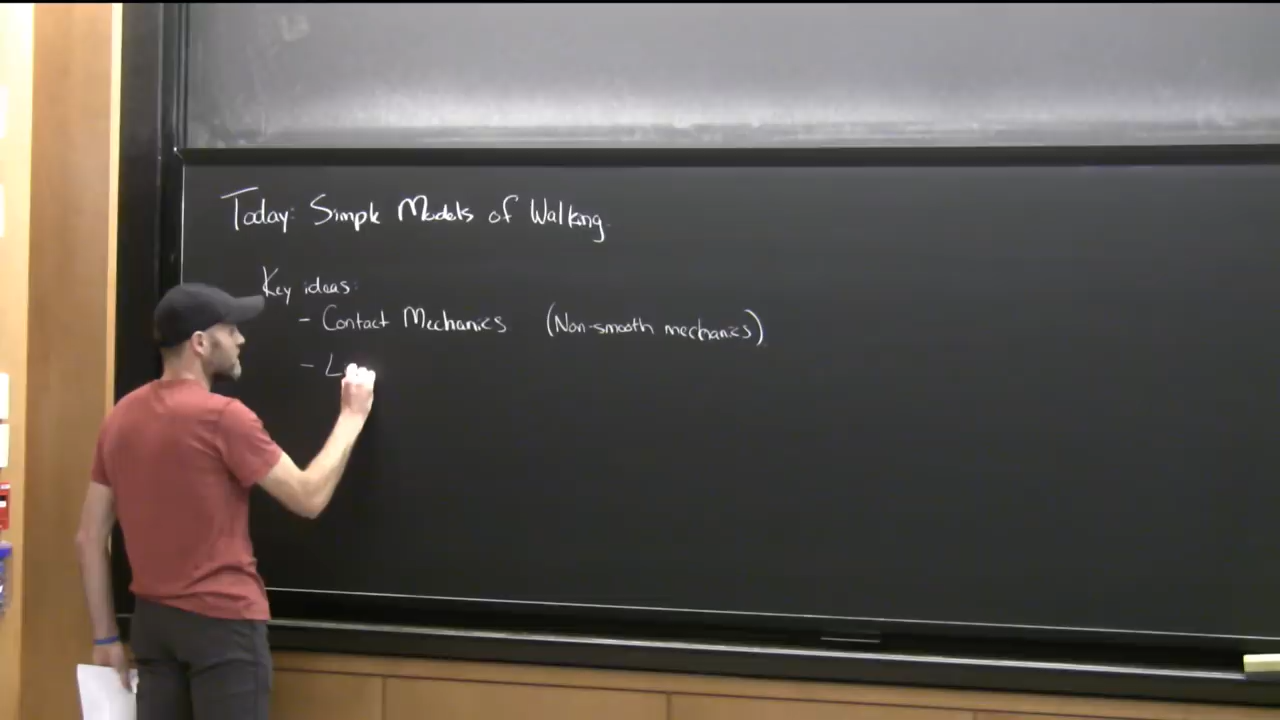 Today: Simple Models of Walking.
Key ideas:
- Contact Mechanics (Non-smooth mechanics)
- L